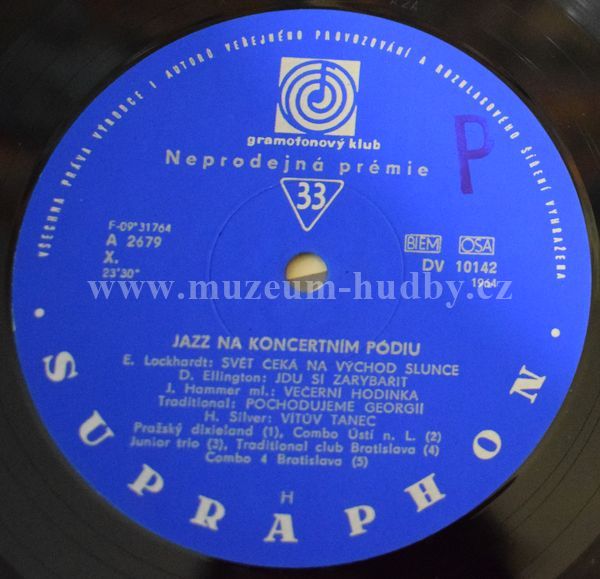 VŠECHNA PRÁVA VÝROBCE I AUTORŮ VEŘEJNÉHO PROVOZOVÁNÍ A ROZHLASOVÉHO ŠÍŘENÍ VYHRAŽENA
gramofonový klub
Neprodejná prémie
P
33
F-09*31764
A 2679
X.
23'30"
BIEM OSA
DV 10142
1964
www.muzeum-hudby.cz
JAZZ NA KONCERTNÍM PÓDIU
E. Lockhardt: SVĚT ČEKÁ NA VÝCHOD SLUNCE
D. Ellington: JDU SI ZARYBAŘIT
J. Hammer ml.: VEČERNÍ HODINKA
Traditional: POCHODUJEME GEORGII
H. Silver: VÍTŮV TANEC
Pražský dixieland (1), Combo Ústí n. L. (2)
Junior trio (3), Traditional club Bratislava (4)
Combo 4 Bratislava (5)
H
• SUPRAPHON •